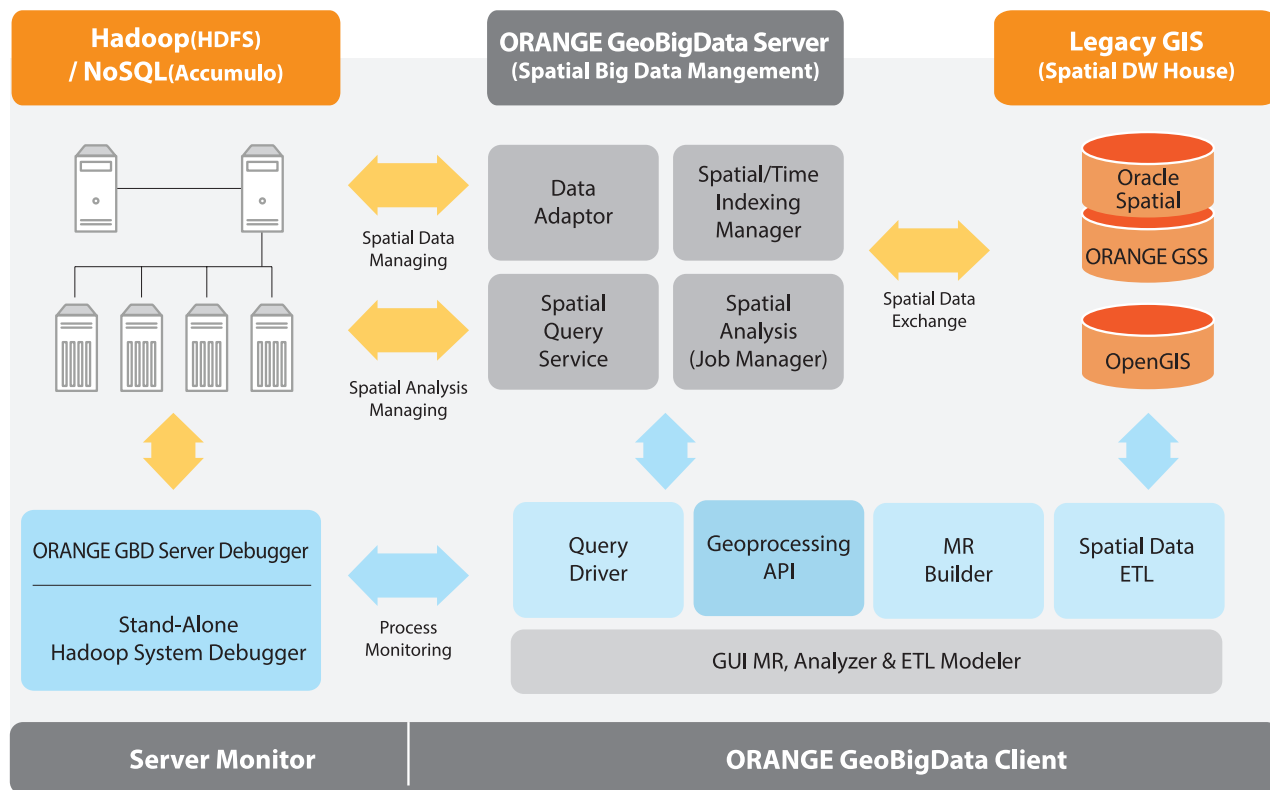 Hadoop(HDFS)
/ NoSQL(Accumulo)
ORANGE GeoBigData Server
(Spatial Big Data Mangement)
Legacy GIS
(Spatial DW House)
Spatial Data
Managing
Spatial Analysis
Managing
Data
Adaptor
Spatial/Time
Indexing
Manager
Spatial
Query
Service
Spatial
Analysis
(Job Manager)
Spatial Data
Exchange
Oracle
Spatial
ORANGE GSS
OpenGIS
ORANGE GBD Server Debugger
Stand-Alone
Hadoop System Debugger
Process
Monitoring
Query
Driver
Geoprocessing
API
MR
Builder
Spatial Data
ETL
GUI MR, Analyzer & ETL Modeler
Server Monitor
ORANGE GeoBigData Client